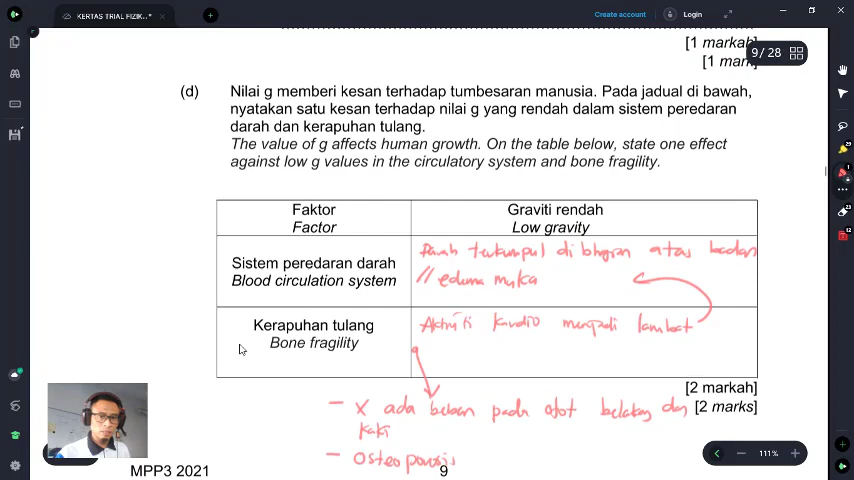 KERTAS TRIAL FIZIK..*
Create account
Login
[1 markah]
[1 mark]
9 / 28
(d) Nilai g memberi kesan terhadap tumbesaran manusia. Pada jadual di bawah,
nyatakan satu kesan terhadap nilai g yang rendah dalam sistem peredaran
darah dan kerapuhan tulang.
The value of g affects human growth. On the table below, state one effect
against low g values in the circulatory system and bone fragility.
Faktor
Factor
Graviti rendah
Low gravity
Sistem peredaran darah
Blood circulation system
Darah terkumpul di bhgian atas badan
// edema muka
Kerapuhan tulang
Bone fragility
Aktiviti kardio menjadi lambat
[2 markah]
[2 marks]
- X ada beban pada otot belakang dan
kaki
- osteoporosis
MPP3 2021
9
111%